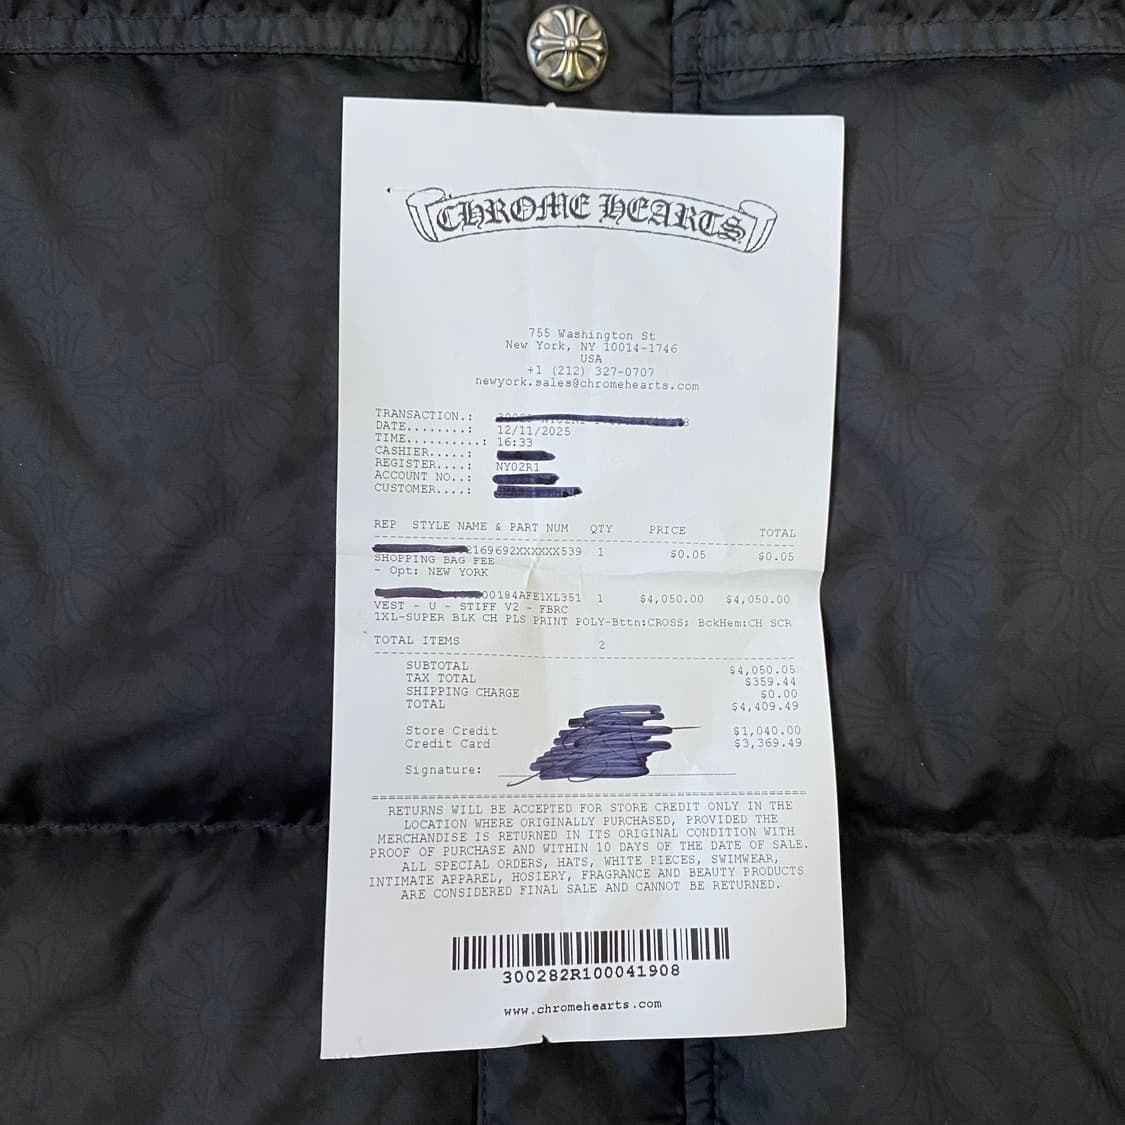 CHROME HEARTS
755 Washington St
New York, NY 10014-1746
USA
+1 (212) 327-0707
newyork.sales@chromehearts.com
TRANSACTION.:
DATE........: 12/11/2025
TIME..........: 16:33
CASHIER.....:
REGISTER....: NY02R1
ACCOUNT NO..:
CUSTOMER....:
REP STYLE NAME & PART NUM QTY PRICE TOTAL
2169692XXXXXX539 1 $0.05 $0.05
SHOPPING BAG FEE
- Opt: NEW YORK
00184AFE1XL351 1 $4,050.00 $4,050.00
VEST - U - STIFF V2 - FBRC
1XL-SUPER BLK CH PLS PRINT POLY-Bttn:CROSS; BckHem:CH SCR
TOTAL ITEMS 2
SUBTOTAL $4,050.05
TAX TOTAL $359.44
SHIPPING CHARGE $0.00
TOTAL $4,409.49
Store Credit $1,040.00
Credit Card $3,369.49
Signature:
RETURNS WILL BE ACCEPTED FOR STORE CREDIT ONLY IN THE
LOCATION WHERE ORIGINALLY PURCHASED, PROVIDED THE
MERCHANDISE IS RETURNED IN ITS ORIGINAL CONDITION WITH
PROOF OF PURCHASE AND WITHIN 10 DAYS OF THE DATE OF SALE.
ALL SPECIAL ORDERS, HATS, WHITE PIECES, SWIMWEAR,
INTIMATE APPAREL, HOSIERY, FRAGRANCE AND BEAUTY PRODUCTS
ARE CONSIDERED FINAL SALE AND CANNOT BE RETURNED.
300282R100041908
www.chromehearts.com